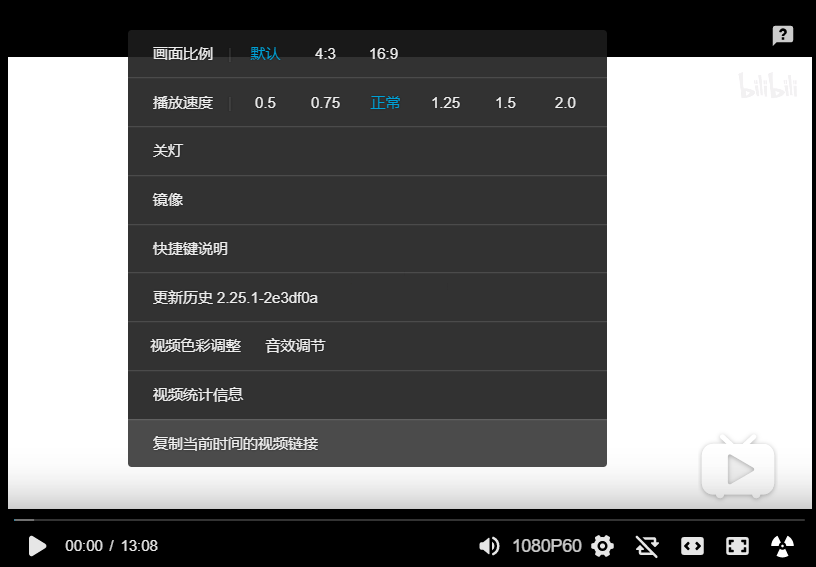 ?
bilibili
画面比例 默认 4:3 16:9
播放速度 0.5 0.75 正常 1.25 1.5 2.0
关灯
镜像
快捷键说明
更新历史 2.25.1-2e3df0a
视频色彩调整 音效调节
视频统计信息
复制当前时间的视频链接
00:00 / 13:08 1080P60